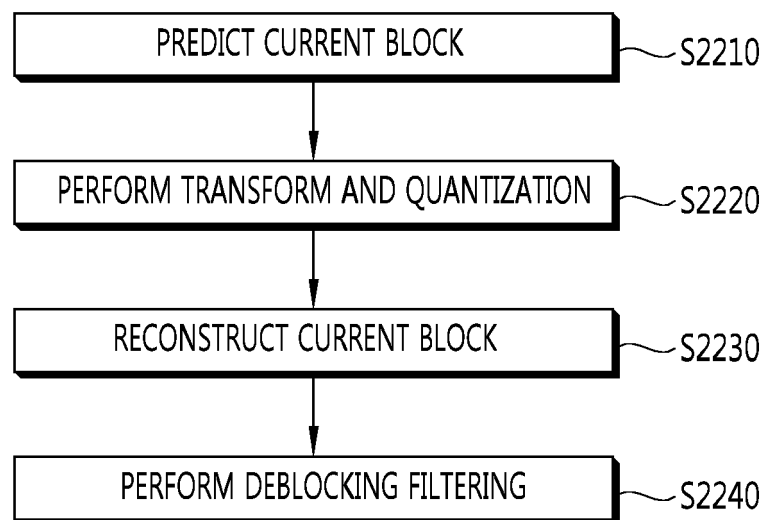 PREDICT CURRENT BLOCK
S2210
PERFORM TRANSFORM AND QUANTIZATION
S2220
RECONSTRUCT CURRENT BLOCK
S2230
PERFORM DEBLOCKING FILTERING
S2240